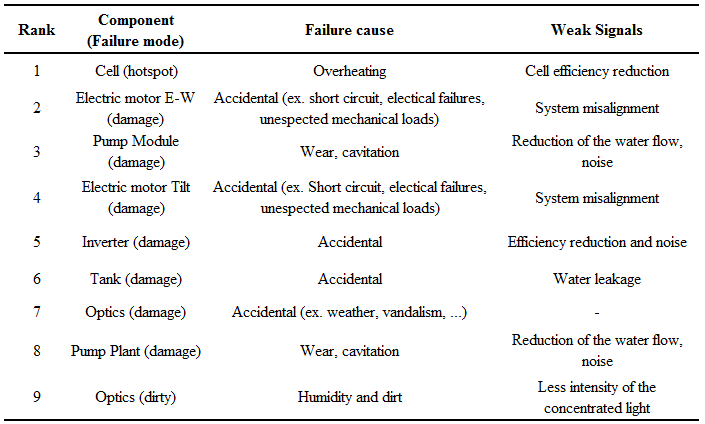 Rank Component (Failure mode) Failure cause Weak Signals
1 Cell (hotspot) Overheating Cell efficiency reduction
2 Electric motor E-W (damage) Accidental (ex. short circuit, electical failures, unexpected mechanical loads) System misalignment
3 Pump Module (damage) Wear, cavitation Reduction of the water flow, noise
4 Electric motor Tilt (damage) Accidental (ex. Short circuit, electical failures, unexpected mechanical loads) System misalignment
5 Inverter (damage) Accidental Efficiency reduction and noise
6 Tank (damage) Accidental Water leakage
7 Optics (damage) Accidental (ex. weather, vandalism, ...) -
8 Pump Plant (damage) Wear, cavitation Reduction of the water flow, noise
9 Optics (dirty) Humidity and dirt Less intensity of the concentrated light